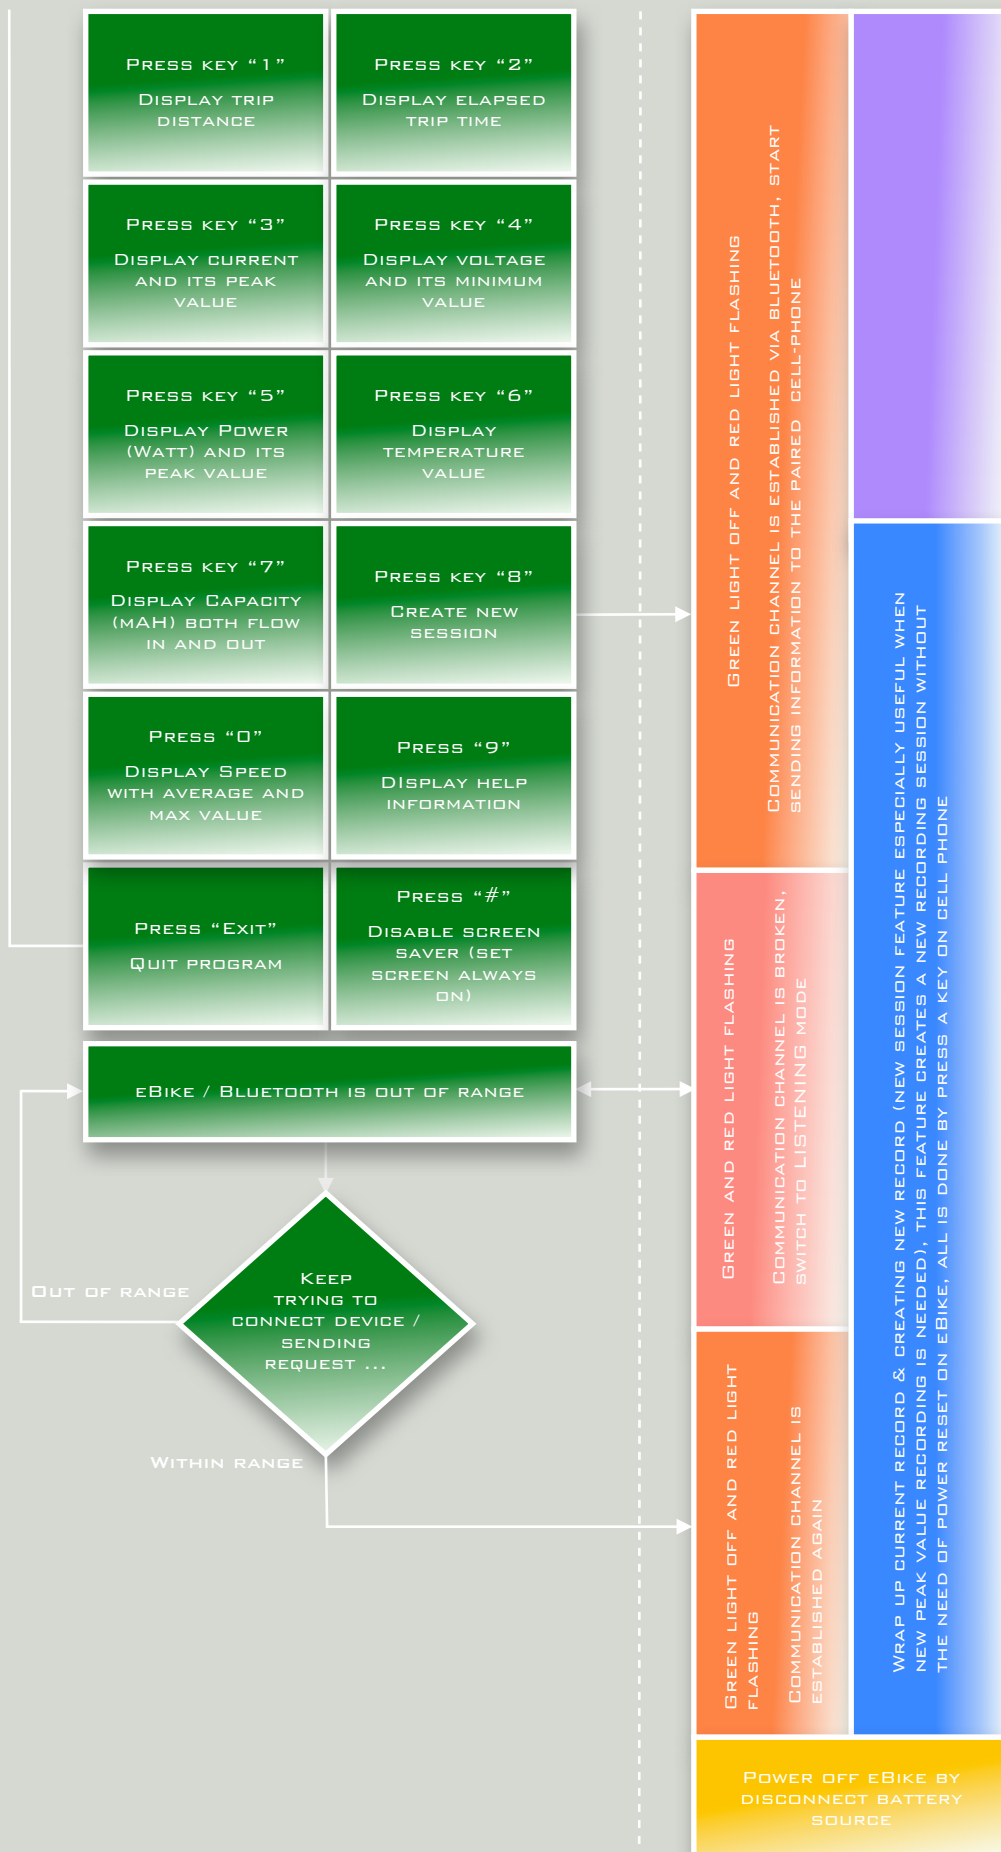 Press key “1”
Display trip
distance
Press key “2”
Display elapsed
trip time
Press key “3”
Display current
and its peak
value
Press key “4”
Display voltage
and its minimum
value
Press key “5”
Display Power
(Watt) and its
peak value
Press key “6”
Display
temperature
value
Press key “7”
Display Capacity
(mAH) both flow
in and out
Press key “8”
Create new
session
Press “0”
Display Speed
with average and
max value
Press “9”
DIsplay help
information
Press “Exit”
Quit program
Press “#”
Disable screen
saver (set
screen always
on)
eBike / Bluetooth is out of range
Keep
trying to
connect device /
sending
request ...
Out of range
Within range
Green light off and red light flashing
Communication channel is established via bluetooth, start
sending information to the paired cell-phone
Green and red light flashing
Communication channel is broken,
switch to LISTENING MODE
Green light off and red light
flashing
Communication channel is
established again
Wrap up current record & creating new record (new session feature especially useful when
new peak value recording is needed), this feature creates a new recording session without
the need of power reset on eBike, all is done by press a key on cell phone
Power off eBike by
disconnect battery
source